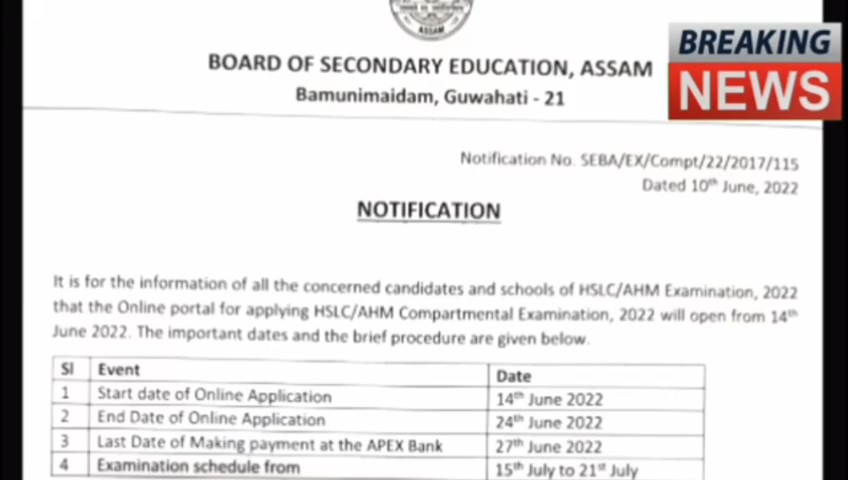 ASSAM
BREAKING
NEWS
BOARD OF SECONDARY EDUCATION, ASSAM
Bamunimaidam, Guwahati - 21
Notification No. SEBA/EX/Compt/22/2017/115
Dated 10th June, 2022
NOTIFICATION
It is for the information of all the concerned candidates and schools of HSLC/AHM Examination, 2022
that the Online portal for applying HSLC/AHM Compartmental Examination, 2022 will open from 14th
June 2022. The important dates and the brief procedure are given below.
Sl Event Date
1 Start date of Online Application 14th June 2022
2 End Date of Online Application 24th June 2022
3 Last Date of Making payment at the APEX Bank 27th June 2022
4 Examination schedule from 15th July to 21st July